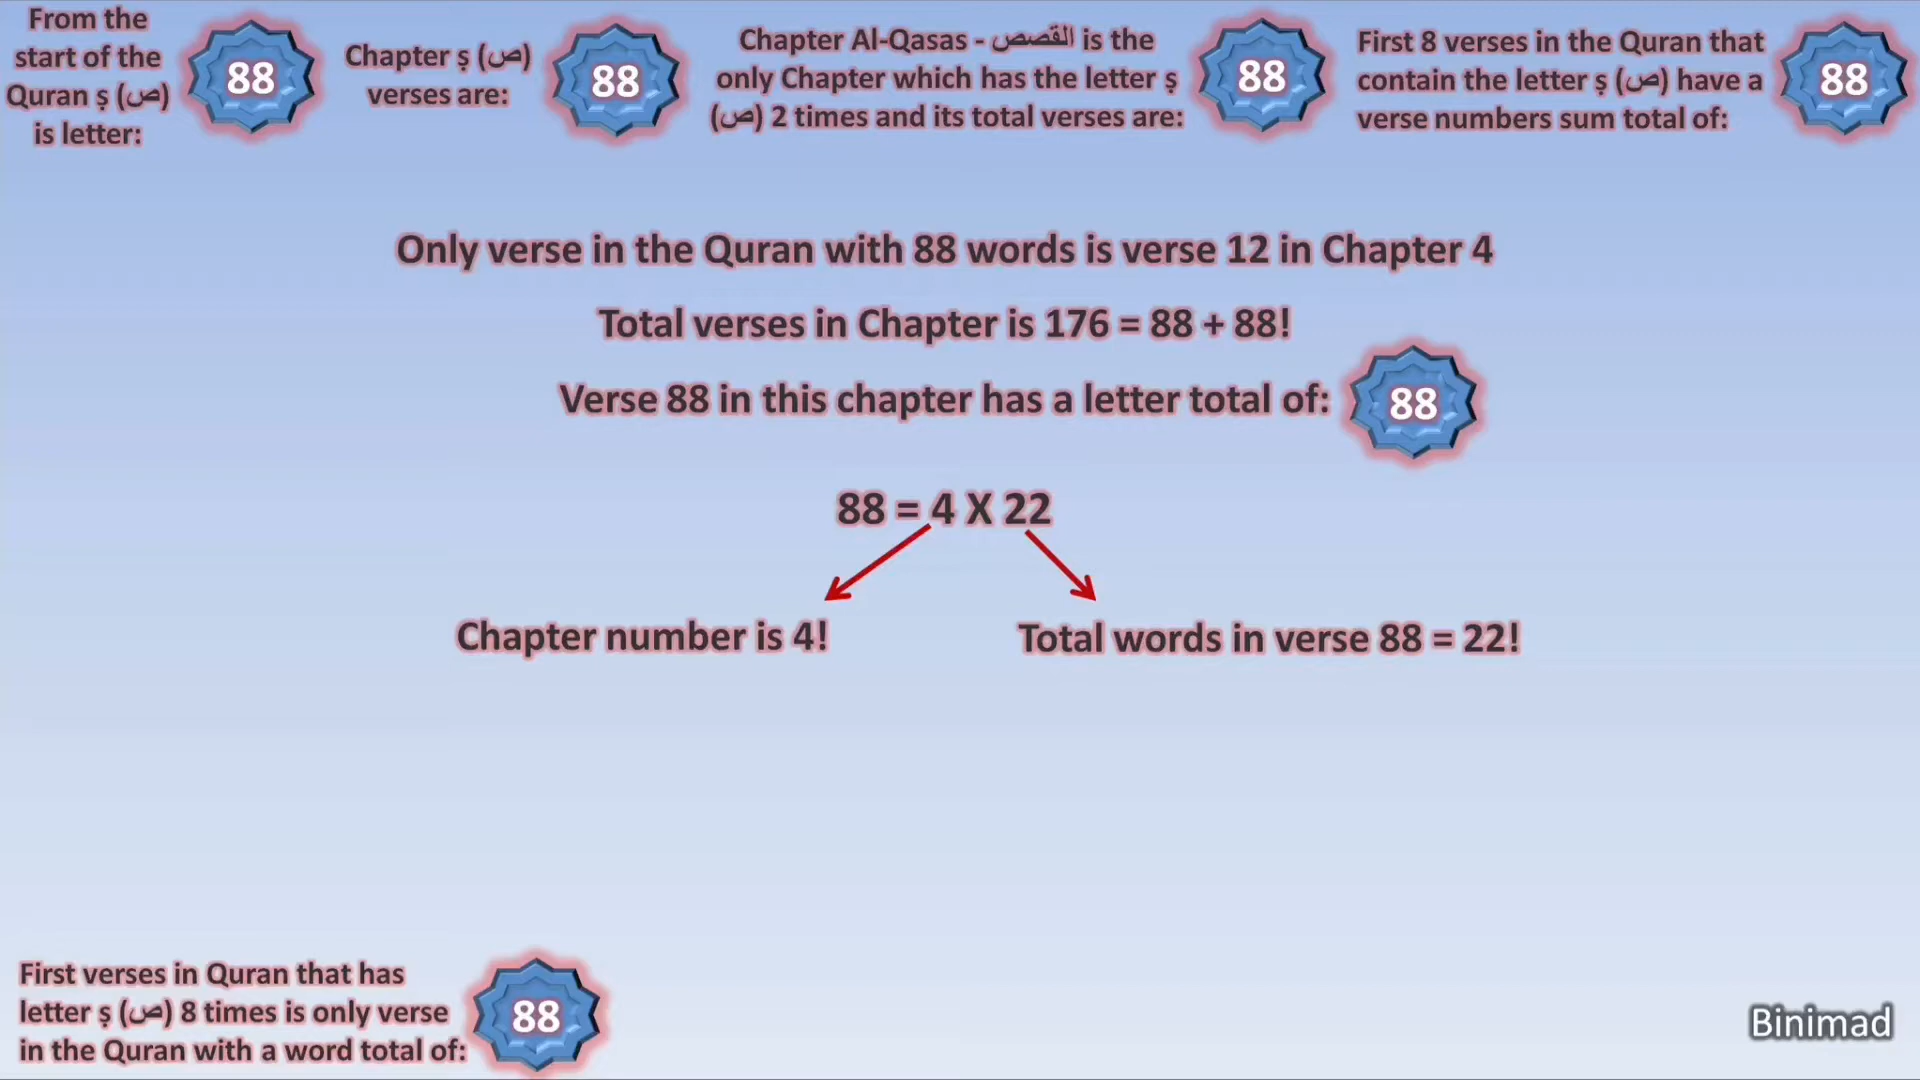 From the
start of the
Quran ṣ (ص)
is letter:
88
Chapter ṣ (ص)
verses are:
88
Chapter Al-Qasas - القصص is the
only Chapter which has the letter ṣ
(ص) 2 times and its total verses are:
88
First 8 verses in the Quran that
contain the letter ṣ (ص) have a
verse numbers sum total of:
88
Only verse in the Quran with 88 words is verse 12 in Chapter 4
Total verses in Chapter is 176 = 88 + 88!
Verse 88 in this chapter has a letter total of:
88
88 = 4 X 22
Chapter number is 4!
Total words in verse 88 = 22!
First verses in Quran that has
letter ṣ (ص) 8 times is only verse
in the Quran with a word total of:
88
Binimad